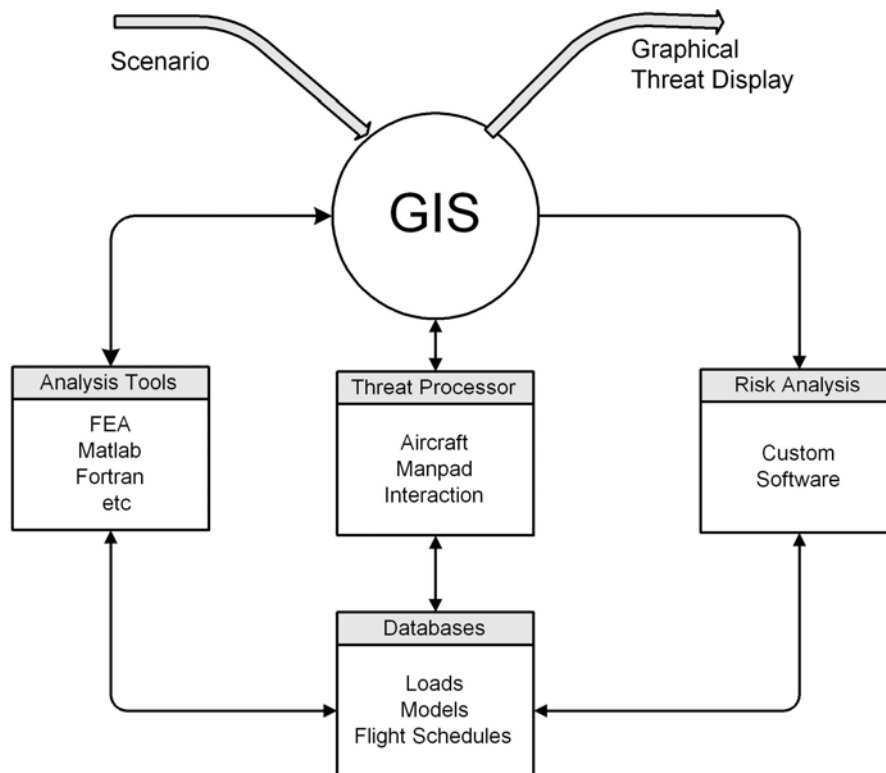 Scenario
Graphical
Threat Display
GIS
Analysis Tools
FEA
Matlab
Fortran
etc
Threat Processor
Aircraft
Manpad
Interaction
Risk Analysis
Custom
Software
Databases
Loads
Models
Flight Schedules